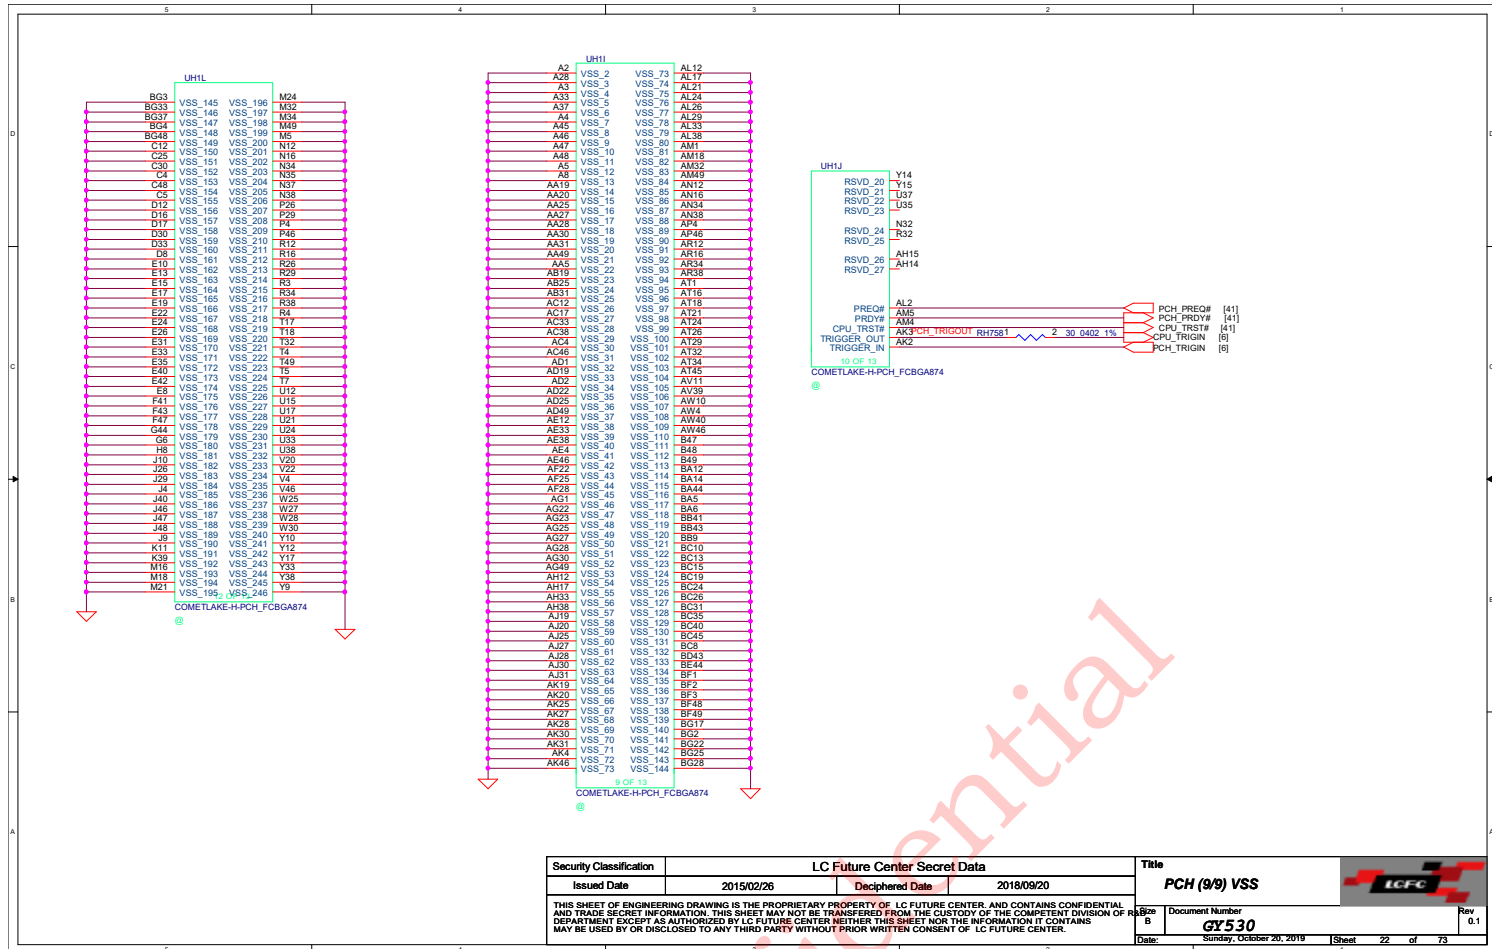 5 4 3 2 1
UH1L
BG3 VSS_145 VSS_196 M24
BG33 VSS_146 VSS_197 M32
BG37 VSS_147 VSS_198 M34
BG4 VSS_148 VSS_199 M49
BG48 VSS_149 VSS_200 M5
C12 VSS_150 VSS_201 N12
C25 VSS_151 VSS_202 N16
C30 VSS_152 VSS_203 N34
C4 VSS_153 VSS_204 N35
C48 VSS_154 VSS_205 N37
C5 VSS_155 VSS_206 N38
D12 VSS_156 VSS_207 P26
D16 VSS_157 VSS_208 P29
D17 VSS_158 VSS_209 P4
D30 VSS_159 VSS_210 P46
D33 VSS_160 VSS_211 R12
D8 VSS_161 VSS_212 R16
E10 VSS_162 VSS_213 R26
E13 VSS_163 VSS_214 R29
E15 VSS_164 VSS_215 R3
E17 VSS_165 VSS_216 R34
E19 VSS_166 VSS_217 R38
E22 VSS_167 VSS_218 R4
E24 VSS_168 VSS_219 T17
E26 VSS_169 VSS_220 T18
E31 VSS_170 VSS_221 T32
E33 VSS_171 VSS_222 T4
E35 VSS_172 VSS_223 T49
E40 VSS_173 VSS_224 T5
E42 VSS_174 VSS_225 T7
E8 VSS_175 VSS_226 U12
F41 VSS_176 VSS_227 U15
F43 VSS_177 VSS_228 U17
F47 VSS_178 VSS_229 U21
G44 VSS_179 VSS_230 U24
G6 VSS_180 VSS_231 U33
H8 VSS_181 VSS_232 U38
J10 VSS_182 VSS_233 V20
J26 VSS_183 VSS_234 V22
J29 VSS_184 VSS_235 V4
J4 VSS_185 VSS_236 V46
J40 VSS_186 VSS_237 W25
J46 VSS_187 VSS_238 W27
J47 VSS_188 VSS_239 W28
J48 VSS_189 VSS_240 W30
J9 VSS_190 VSS_241 Y10
K11 VSS_191 VSS_242 Y12
K39 VSS_192 VSS_243 Y17
M16 VSS_193 VSS_244 Y33
M18 VSS_194 VSS_245 Y38
M21 VSS_195 VSS_246 Y9
12 OF 13
COMETLAKE-H-PCH_FCBGA874
@
UH1I
A2 VSS_2 VSS_73 AL12
A28 VSS_3 VSS_74 AL17
A3 VSS_4 VSS_75 AL21
A33 VSS_5 VSS_76 AL24
A37 VSS_6 VSS_77 AL26
A4 VSS_7 VSS_78 AL29
A45 VSS_8 VSS_79 AL33
A46 VSS_9 VSS_80 AL38
A47 VSS_10 VSS_81 AM1
A48 VSS_11 VSS_82 AM18
A5 VSS_12 VSS_83 AM32
A8 VSS_13 VSS_84 AM49
AA19 VSS_14 VSS_85 AN12
AA20 VSS_15 VSS_86 AN16
AA25 VSS_16 VSS_87 AN34
AA27 VSS_17 VSS_88 AN38
AA28 VSS_18 VSS_89 AP4
AA30 VSS_19 VSS_90 AP46
AA31 VSS_20 VSS_91 AR12
AA49 VSS_21 VSS_92 AR16
AA5 VSS_22 VSS_93 AR34
AB19 VSS_23 VSS_94 AR38
AB25 VSS_24 VSS_95 AT1
AB31 VSS_25 VSS_96 AT16
AC12 VSS_26 VSS_97 AT18
AC17 VSS_27 VSS_98 AT21
AC33 VSS_28 VSS_99 AT24
AC38 VSS_29 VSS_100 AT26
AC4 VSS_30 VSS_101 AT29
AC46 VSS_31 VSS_102 AT32
AD1 VSS_32 VSS_103 AT34
AD19 VSS_33 VSS_104 AT45
AD2 VSS_34 VSS_105 AV11
AD22 VSS_35 VSS_106 AV39
AD25 VSS_36 VSS_107 AW10
AD49 VSS_37 VSS_108 AW4
AE12 VSS_38 VSS_109 AW40
AE33 VSS_39 VSS_110 AW46
AE38 VSS_40 VSS_111 B47
AE4 VSS_41 VSS_112 B48
AE46 VSS_42 VSS_113 B49
AF22 VSS_43 VSS_114 BA12
AF25 VSS_44 VSS_115 BA14
AF28 VSS_45 VSS_116 BA44
AG1 VSS_46 VSS_117 BA5
AG22 VSS_47 VSS_118 BA6
AG23 VSS_48 VSS_119 BB41
AG25 VSS_49 VSS_120 BB43
AG27 VSS_50 VSS_121 BB9
AG28 VSS_51 VSS_122 BC10
AG30 VSS_52 VSS_123 BC13
AG49 VSS_53 VSS_124 BC15
AH12 VSS_54 VSS_125 BC19
AH17 VSS_55 VSS_126 BC24
AH33 VSS_56 VSS_127 BC26
AH38 VSS_57 VSS_128 BC31
AJ19 VSS_58 VSS_129 BC35
AJ20 VSS_59 VSS_130 BC40
AJ25 VSS_60 VSS_131 BC45
AJ27 VSS_61 VSS_132 BC8
AJ28 VSS_62 VSS_133 BD43
AJ30 VSS_63 VSS_134 BE44
AJ31 VSS_64 VSS_135 BF1
AK19 VSS_65 VSS_136 BF2
AK20 VSS_66 VSS_137 BF3
AK25 VSS_67 VSS_138 BF48
AK27 VSS_68 VSS_139 BF49
AK28 VSS_69 VSS_140 BG17
AK30 VSS_70 VSS_141 BG2
AK31 VSS_71 VSS_142 BG22
AK4 VSS_72 VSS_143 BG25
AK46 VSS_73 VSS_144 BG28
9 OF 13
COMETLAKE-H-PCH_FCBGA874
@
UH1J
RSVD_20 Y14
RSVD_21 Y15
RSVD_22 U37
RSVD_23 U35
RSVD_24 N32
RSVD_25 R32
RSVD_26 AH15
RSVD_27 AH14
PREQ# AL2 PCH_PREQ# [41]
PRDY# AM5 PCH_PRDY# [41]
CPU_TRST# AM4 CPU_TRST# [41]
TRIGGER_OUT AK3 PCH_TRIGOUT RH758 1 2 30_0402_1% CPU_TRIGIN [6]
TRIGGER_IN AK2 PCH_TRIGIN [6]
10 OF 13
COMETLAKE-H-PCH_FCBGA874
@
D
C
B
A
Security Classification LC Future Center Secret Data
Issued Date 2015/02/26 Deciphered Date 2018/09/20
THIS SHEET OF ENGINEERING DRAWING IS THE PROPRIETARY PROPERTY OF LC FUTURE CENTER. AND CONTAINS CONFIDENTIAL
AND TRADE SECRET INFORMATION. THIS SHEET MAY NOT BE TRANSFERED FROM THE CUSTODY OF THE COMPETENT DIVISION OF R&D
DEPARTMENT EXCEPT AS AUTHORIZED BY LC FUTURE CENTER NEITHER THIS SHEET NOR THE INFORMATION IT CONTAINS
MAY BE USED BY OR DISCLOSED TO ANY THIRD PARTY WITHOUT PRIOR WRITTEN CONSENT OF LC FUTURE CENTER.
Title
PCH (9/9) VSS
LCFC
Size Document Number Rev
B GY530 0.1
Date: Sunday, October 20, 2019 Sheet 22 of 73
5 4 3 2 1
idential